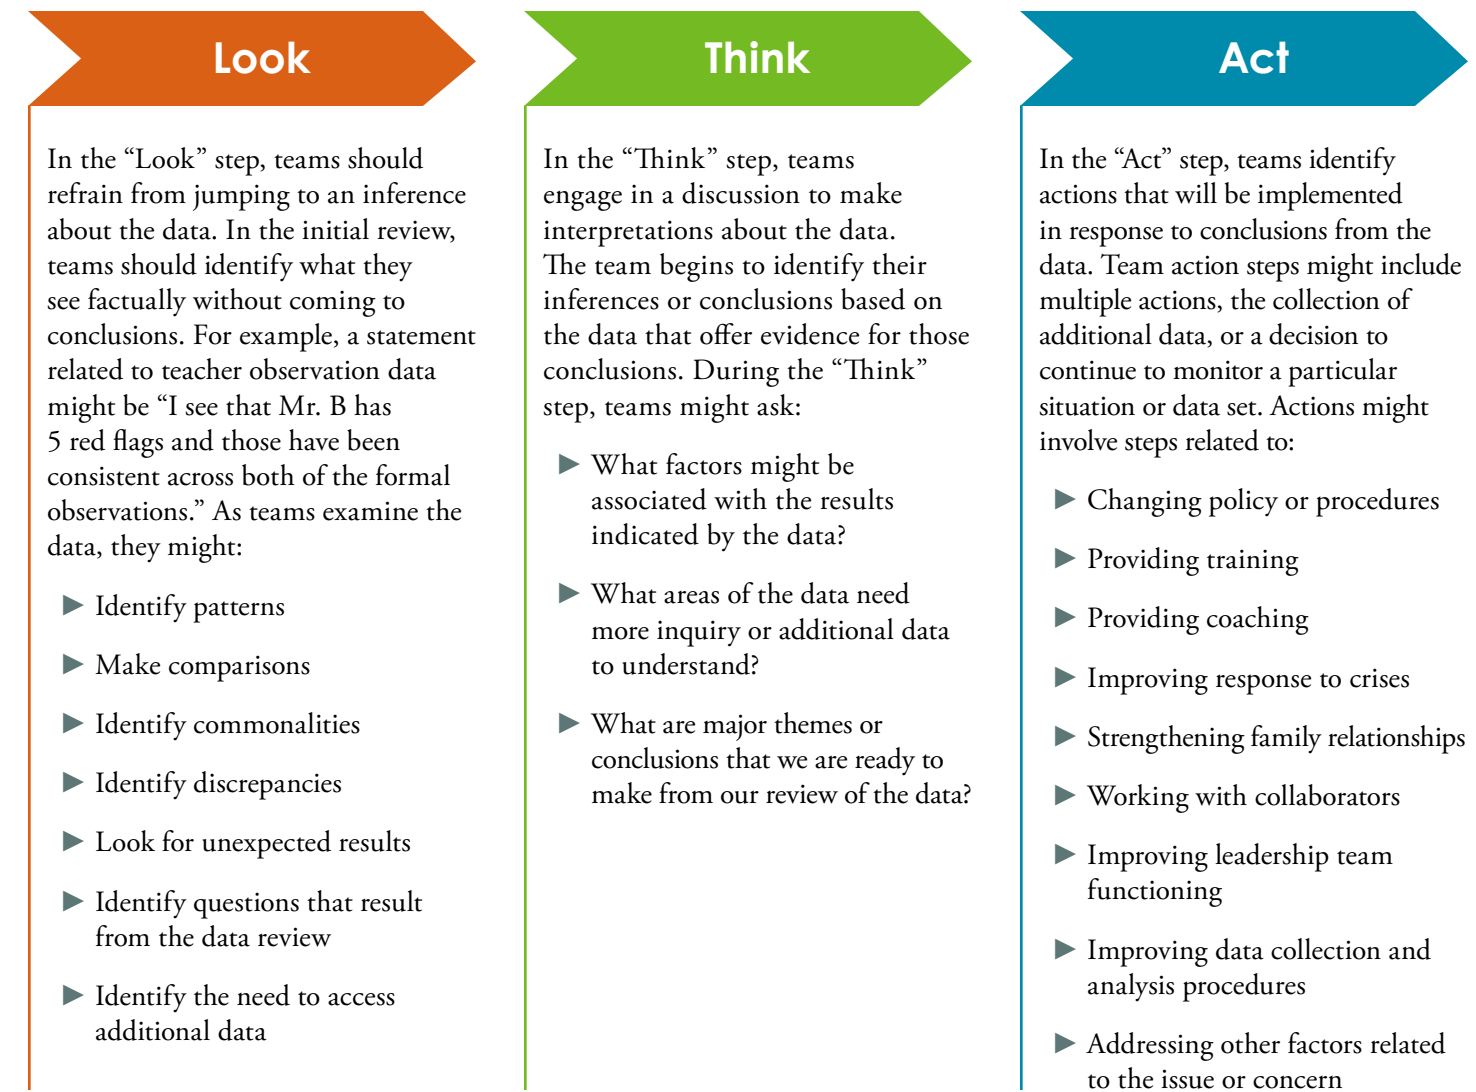 Look
In the “Look” step, teams should
refrain from jumping to an inference
about the data. In the initial review,
teams should identify what they
see factually without coming to
conclusions. For example, a statement
related to teacher observation data
might be “I see that Mr. B has
5 red flags and those have been
consistent across both of the formal
observations.” As teams examine the
data, they might:
▶ Identify patterns
▶ Make comparisons
▶ Identify commonalities
▶ Identify discrepancies
▶ Look for unexpected results
▶ Identify questions that result
from the data review
▶ Identify the need to access
additional data
Think
In the “Think” step, teams
engage in a discussion to make
interpretations about the data.
The team begins to identify their
inferences or conclusions based on
the data that offer evidence for those
conclusions. During the “Think”
step, teams might ask:
▶ What factors might be
associated with the results
indicated by the data?
▶ What areas of the data need
more inquiry or additional data
to understand?
▶ What are major themes or
conclusions that we are ready to
make from our review of the data?
Act
In the “Act” step, teams identify
actions that will be implemented
in response to conclusions from the
data. Team action steps might include
multiple actions, the collection of
additional data, or a decision to
continue to monitor a particular
situation or data set. Actions might
involve steps related to:
▶ Changing policy or procedures
▶ Providing training
▶ Providing coaching
▶ Improving response to crises
▶ Strengthening family relationships
▶ Working with collaborators
▶ Improving leadership team
functioning
▶ Improving data collection and
analysis procedures
▶ Addressing other factors related
to the issue or concern